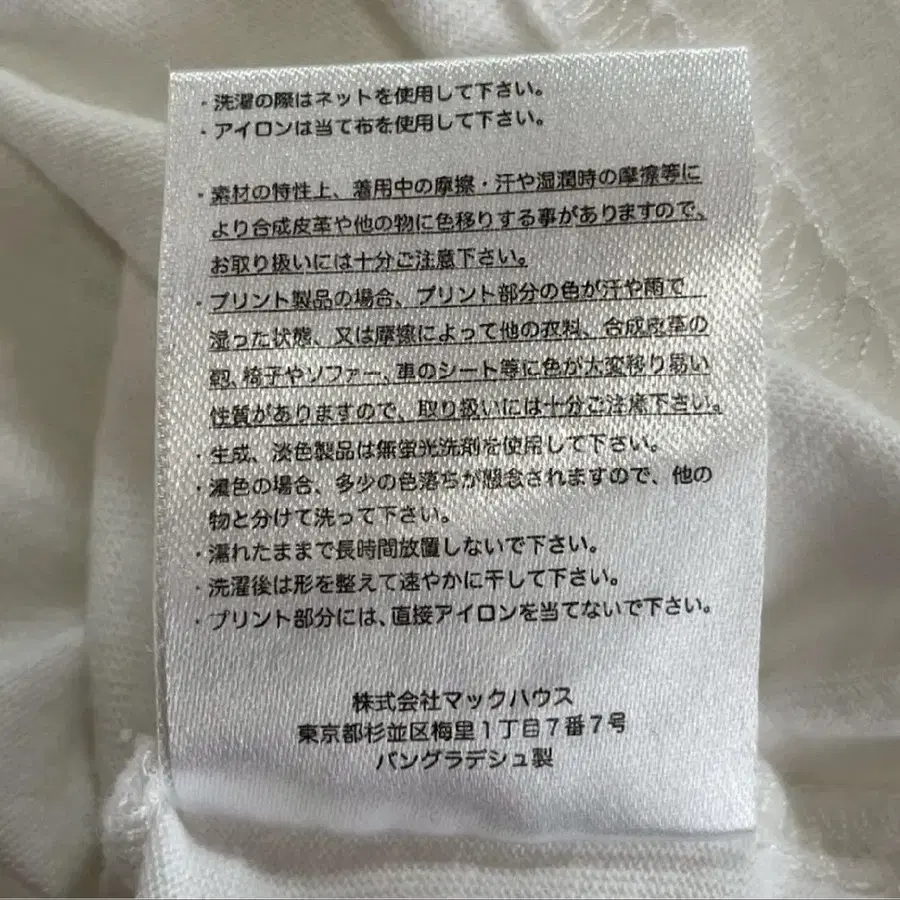 ・洗濯の際はネットを使用して下さい。
・アイロンは当て布を使用して下さい。
・素材の特性上、着用中の摩擦・汗や湿潤時の摩擦等に
より合成皮革や他の物に色移りする事がありますので、
お取り扱いには十分ご注意下さい。
・プリント製品の場合、プリント部分の色が汗や雨で
湿った状態、又は摩擦によって他の衣料、合成皮革の
鞄、椅子やソファー、車のシート等に色が大変移り易い
性質がありますので、取り扱いには十分ご注意下さい。
・生成、淡色製品は無蛍光洗剤を使用して下さい。
・濃色の場合、多少の色落ちが懸念されますので、他の
物と分けて洗って下さい。
・濡れたままで長時間放置しないで下さい。
・洗濯後は形を整えて速やかに干して下さい。
・プリント部分には、直接アイロンを当てないで下さい。
株式会社マックハウス
東京都杉並区梅里1丁目7番7号
バングラデシュ製